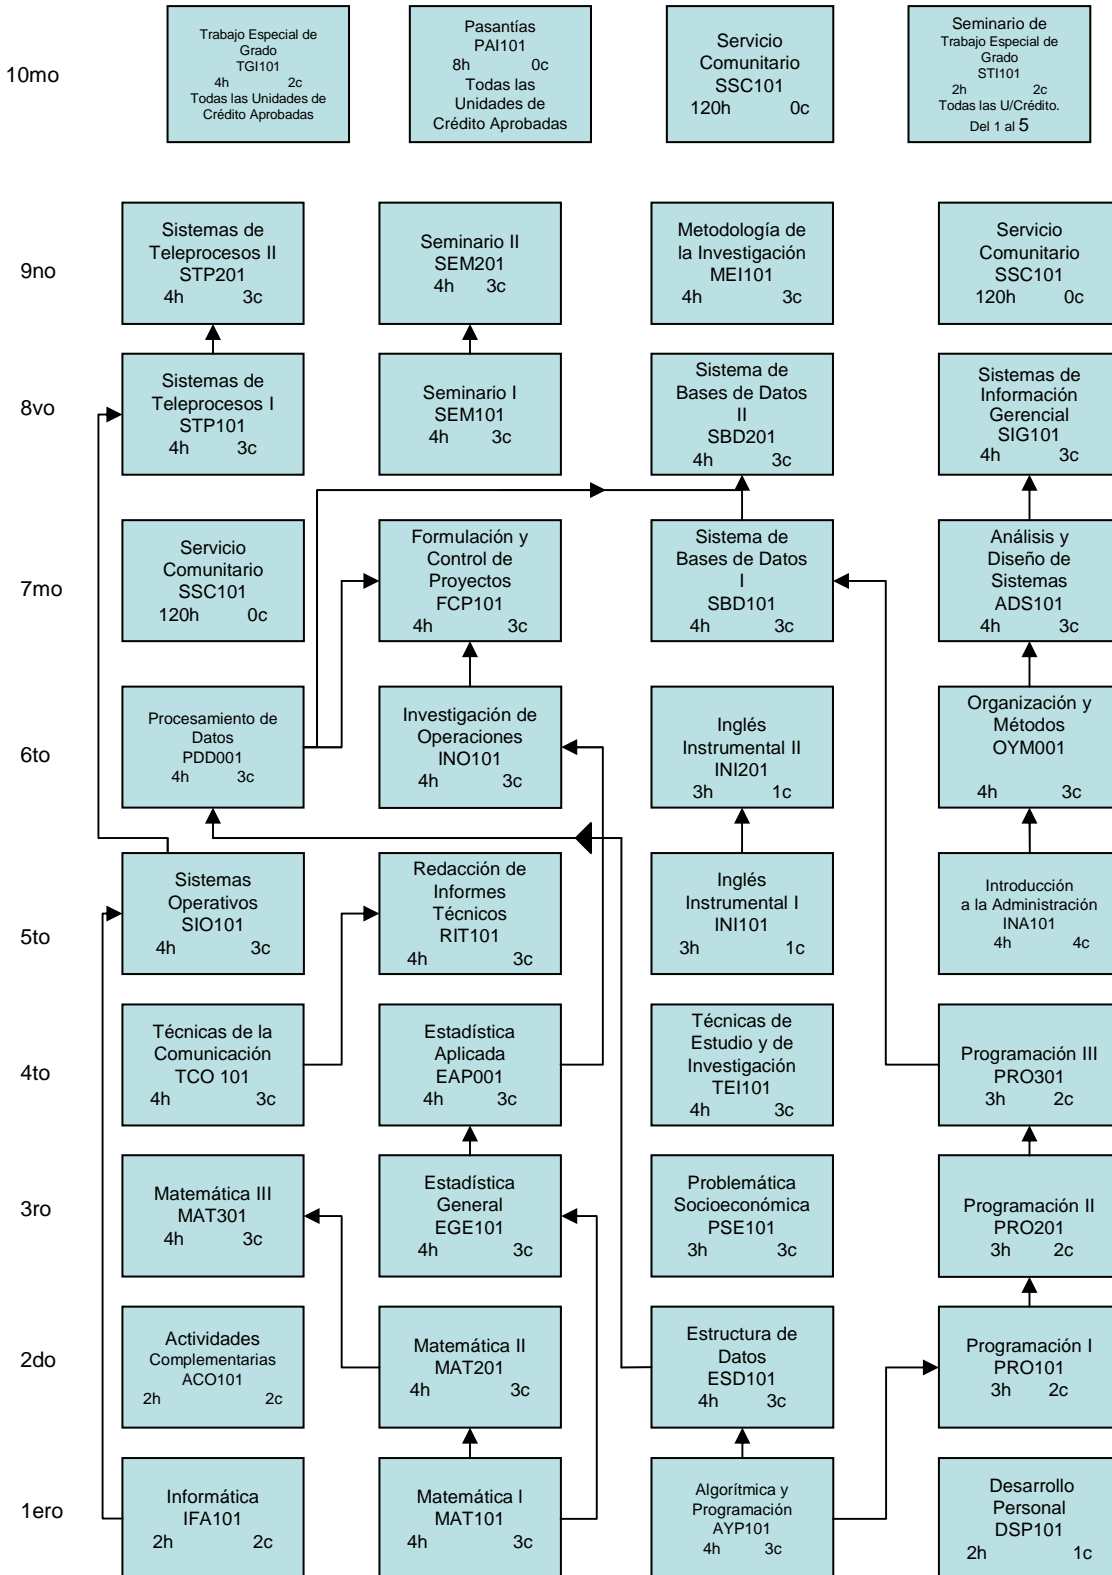 10mo
Trabajo Especial de
Grado
TGI101
4h 2c
Todas las Unidades de
Crédito Aprobadas
Pasantías
PAI101
8h 0c
Todas las
Unidades de
Crédito Aprobadas
Servicio
Comunitario
SSC101
120h 0c
Seminario de
Trabajo Especial de
Grado
STI101
2h 2c
Todas las U/Crédito.
Del 1 al 5
9no
Sistemas de
Teleprocesos II
STP201
4h 3c
Seminario II
SEM201
4h 3c
Metodología de
la Investigación
MEI101
4h 3c
Servicio
Comunitario
SSC101
120h 0c
8vo
Sistemas de
Teleprocesos I
STP101
4h 3c
Seminario I
SEM101
4h 3c
Sistema de
Bases de Datos
II
SBD201
4h 3c
Sistemas de
Información
Gerencial
SIG101
4h 3c
7mo
Servicio
Comunitario
SSC101
120h 0c
Formulación y
Control de
Proyectos
FCP101
4h 3c
Sistema de
Bases de Datos
I
SBD101
4h 3c
Análisis y
Diseño de
Sistemas
ADS101
4h 3c
6to
Procesamiento de
Datos
PDD001
4h 3c
Investigación de
Operaciones
INO101
4h 3c
Inglés
Instrumental II
INI201
3h 1c
Organización y
Métodos
OYM001
4h 3c
5to
Sistemas
Operativos
SIO101
4h 3c
Redacción de
Informes
Técnicos
RIT101
4h 3c
Inglés
Instrumental I
INI101
3h 1c
Introducción
a la Administración
INA101
4h 4c
4to
Técnicas de la
Comunicación
TCO 101
4h 3c
Estadística
Aplicada
EAP001
4h 3c
Técnicas de
Estudio y de
Investigación
TEI101
4h 3c
Programación III
PRO301
3h 2c
3ro
Matemática III
MAT301
4h 3c
Estadística
General
EGE101
4h 3c
Problemática
Socioeconómica
PSE101
3h 3c
Programación II
PRO201
3h 2c
2do
Actividades
Complementarias
ACO101
2h 2c
Matemática II
MAT201
4h 3c
Estructura de
Datos
ESD101
4h 3c
Programación I
PRO101
3h 2c
1ero
Informática
IFA101
2h 2c
Matemática I
MAT101
4h 3c
Algorítmica y
Programación
AYP101
4h 3c
Desarrollo
Personal
DSP101
2h 1c